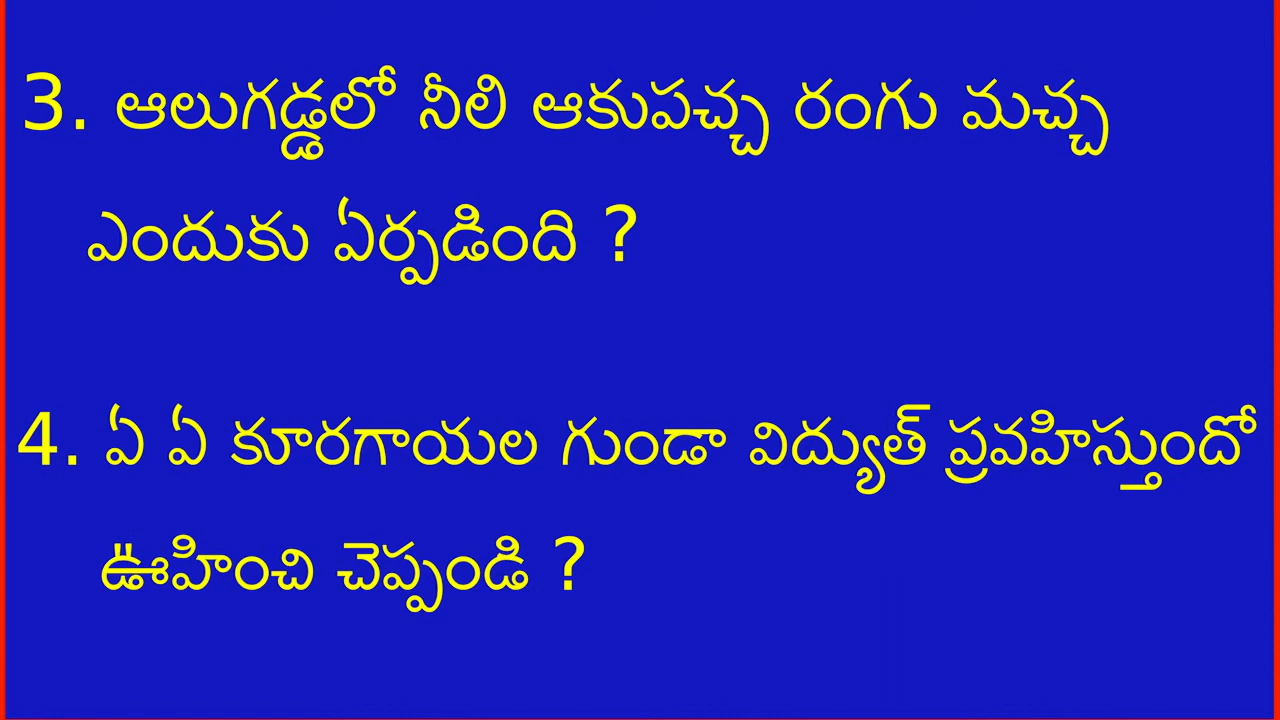 3. ఆలుగడ్డలో నీలి ఆకుపచ్చ రంగు మచ్చ
ఎందుకు ఏర్పడింది ?
4. ఏ ఏ కూరగాయల గుండా విద్యుత్ ప్రవహిస్తుందో
ఊహించి చెప్పండి ?